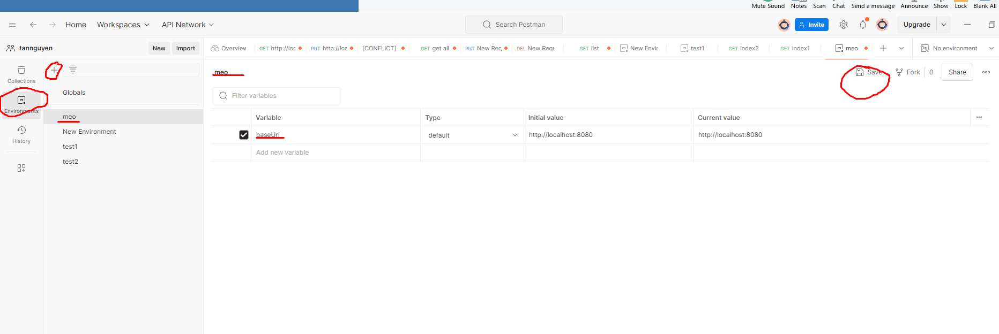 Mute Sound Notes Scan Chat Send a message Announce Show Lock Blank All
Home Workspaces API Network Search Postman Invite Upgrade
tannguyen New Import Overview GET http://loc PUT http://loc [CONFLICT] GET get all PUT New Req DEL New Requ GET list New Envir test1 GET index2 GET index1 meo No environment
Collections
meo Save Fork 0 Share
Globals
Filter variables
Environments
Variable Type Initial value Current value
meo
New Environment
baseUrl default http://localhost:8080 http://localhost:8080
History
test1
Add new variable
test2